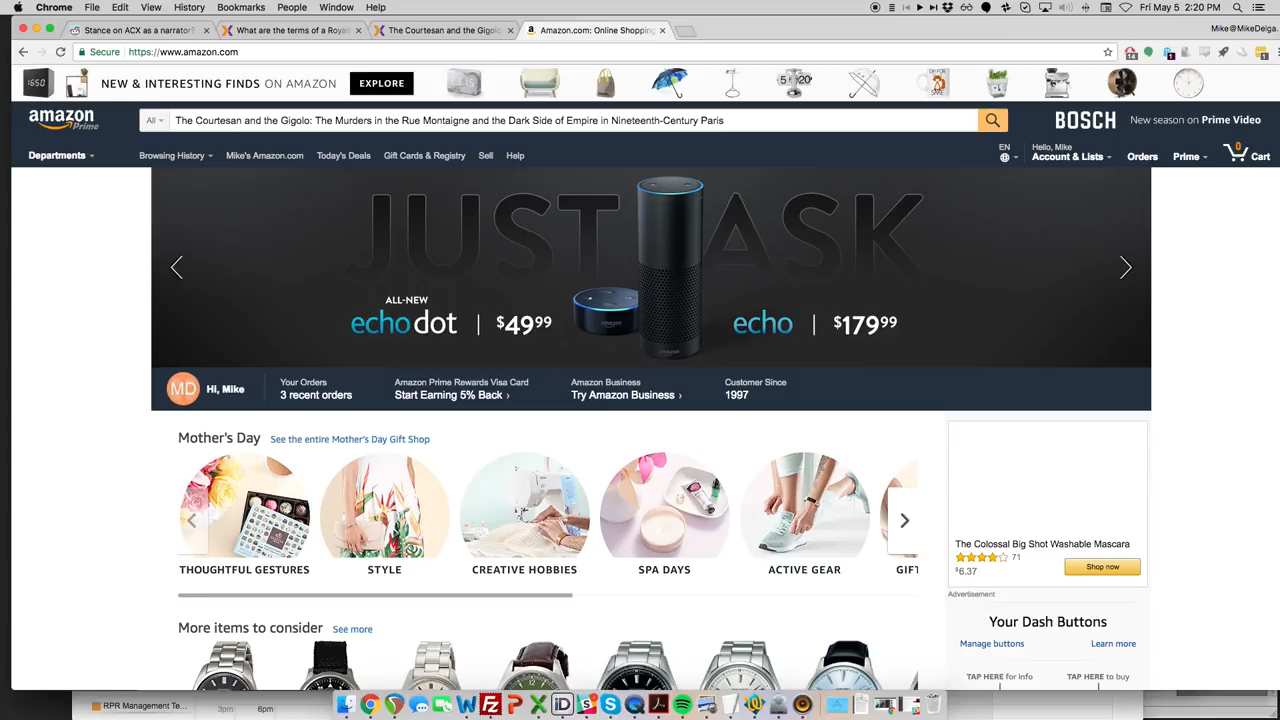 Chrome File Edit View History Bookmarks People Window Help
Fri May 5 2:20 PM
Stance on ACX as a narrator?
What are the terms of a Roya
The Courtesan and the Gigolo
Amazon.com: Online Shopping
Mike@MikeDeiga.
Secure https://www.amazon.com
NEW & INTERESTING FINDS ON AMAZON EXPLORE
amazon Prime
All
The Courtesan and the Gigolo: The Murders in the Rue Montaigne and the Dark Side of Empire in Nineteenth-Century Paris
BOSCH New season on Prime Video
Departments
Browsing History Mike's Amazon.com Today's Deals Gift Cards & Registry Sell Help
EN
Hello, Mike
Account & Lists
Orders Prime
0
Cart
JUST ASK
ALL-NEW
echo dot $49 99
echo $179 99
MD Hi, Mike
Your Orders
3 recent orders
Amazon Prime Rewards Visa Card
Start Earning 5% Back ›
Amazon Business
Try Amazon Business ›
Customer Since
1997
Mother's Day See the entire Mother's Day Gift Shop
THOUGHTFUL DESIRES STYLE CREATIVE HOBBIES SPA DAYS ACTIVE GEAR GIFT
The Colossal Big Shot Washable Mascara
71
$6.37
Shop now
Advertisement
More items to consider See more
Your Dash Buttons
Manage buttons Learn more
TAP HERE for info TAP HERE to buy
RPR Management Te...
3pm 6pm